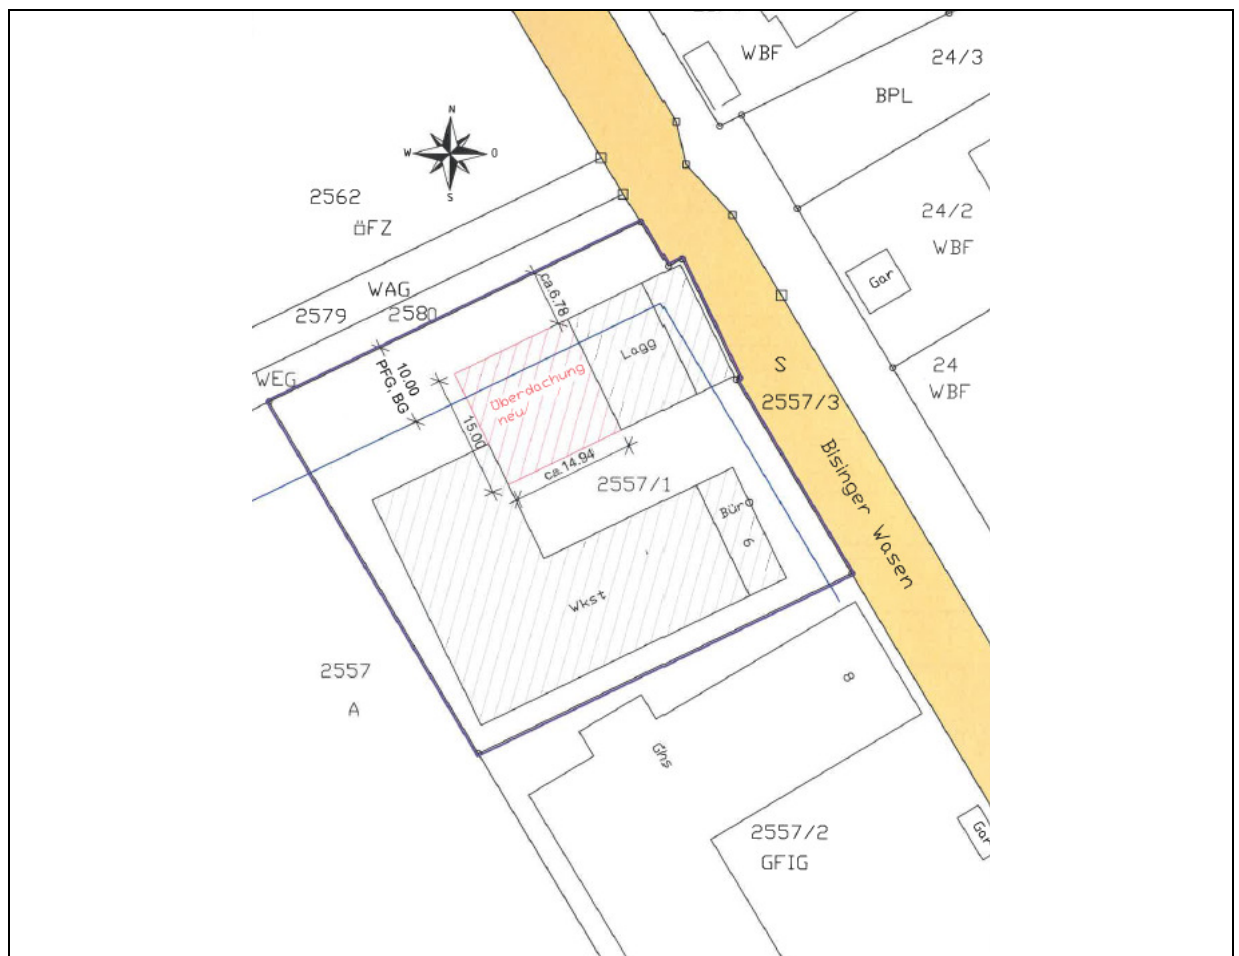 WBF
24/3
BPL
N
W
O
S
2562
öFZ
24/2
WBF
Gar
WAG
2579
2580
ca.6.78
Lagg
WEG
10.00
PFG, BG
Überdachung
neu
15.00
ca.14.94
S
2557/3
24
WBF
Bisinger Wasen
2557/1
Büro
6
Wkst
2557
A
8
Ghs
2557/2
GFIG
Gar